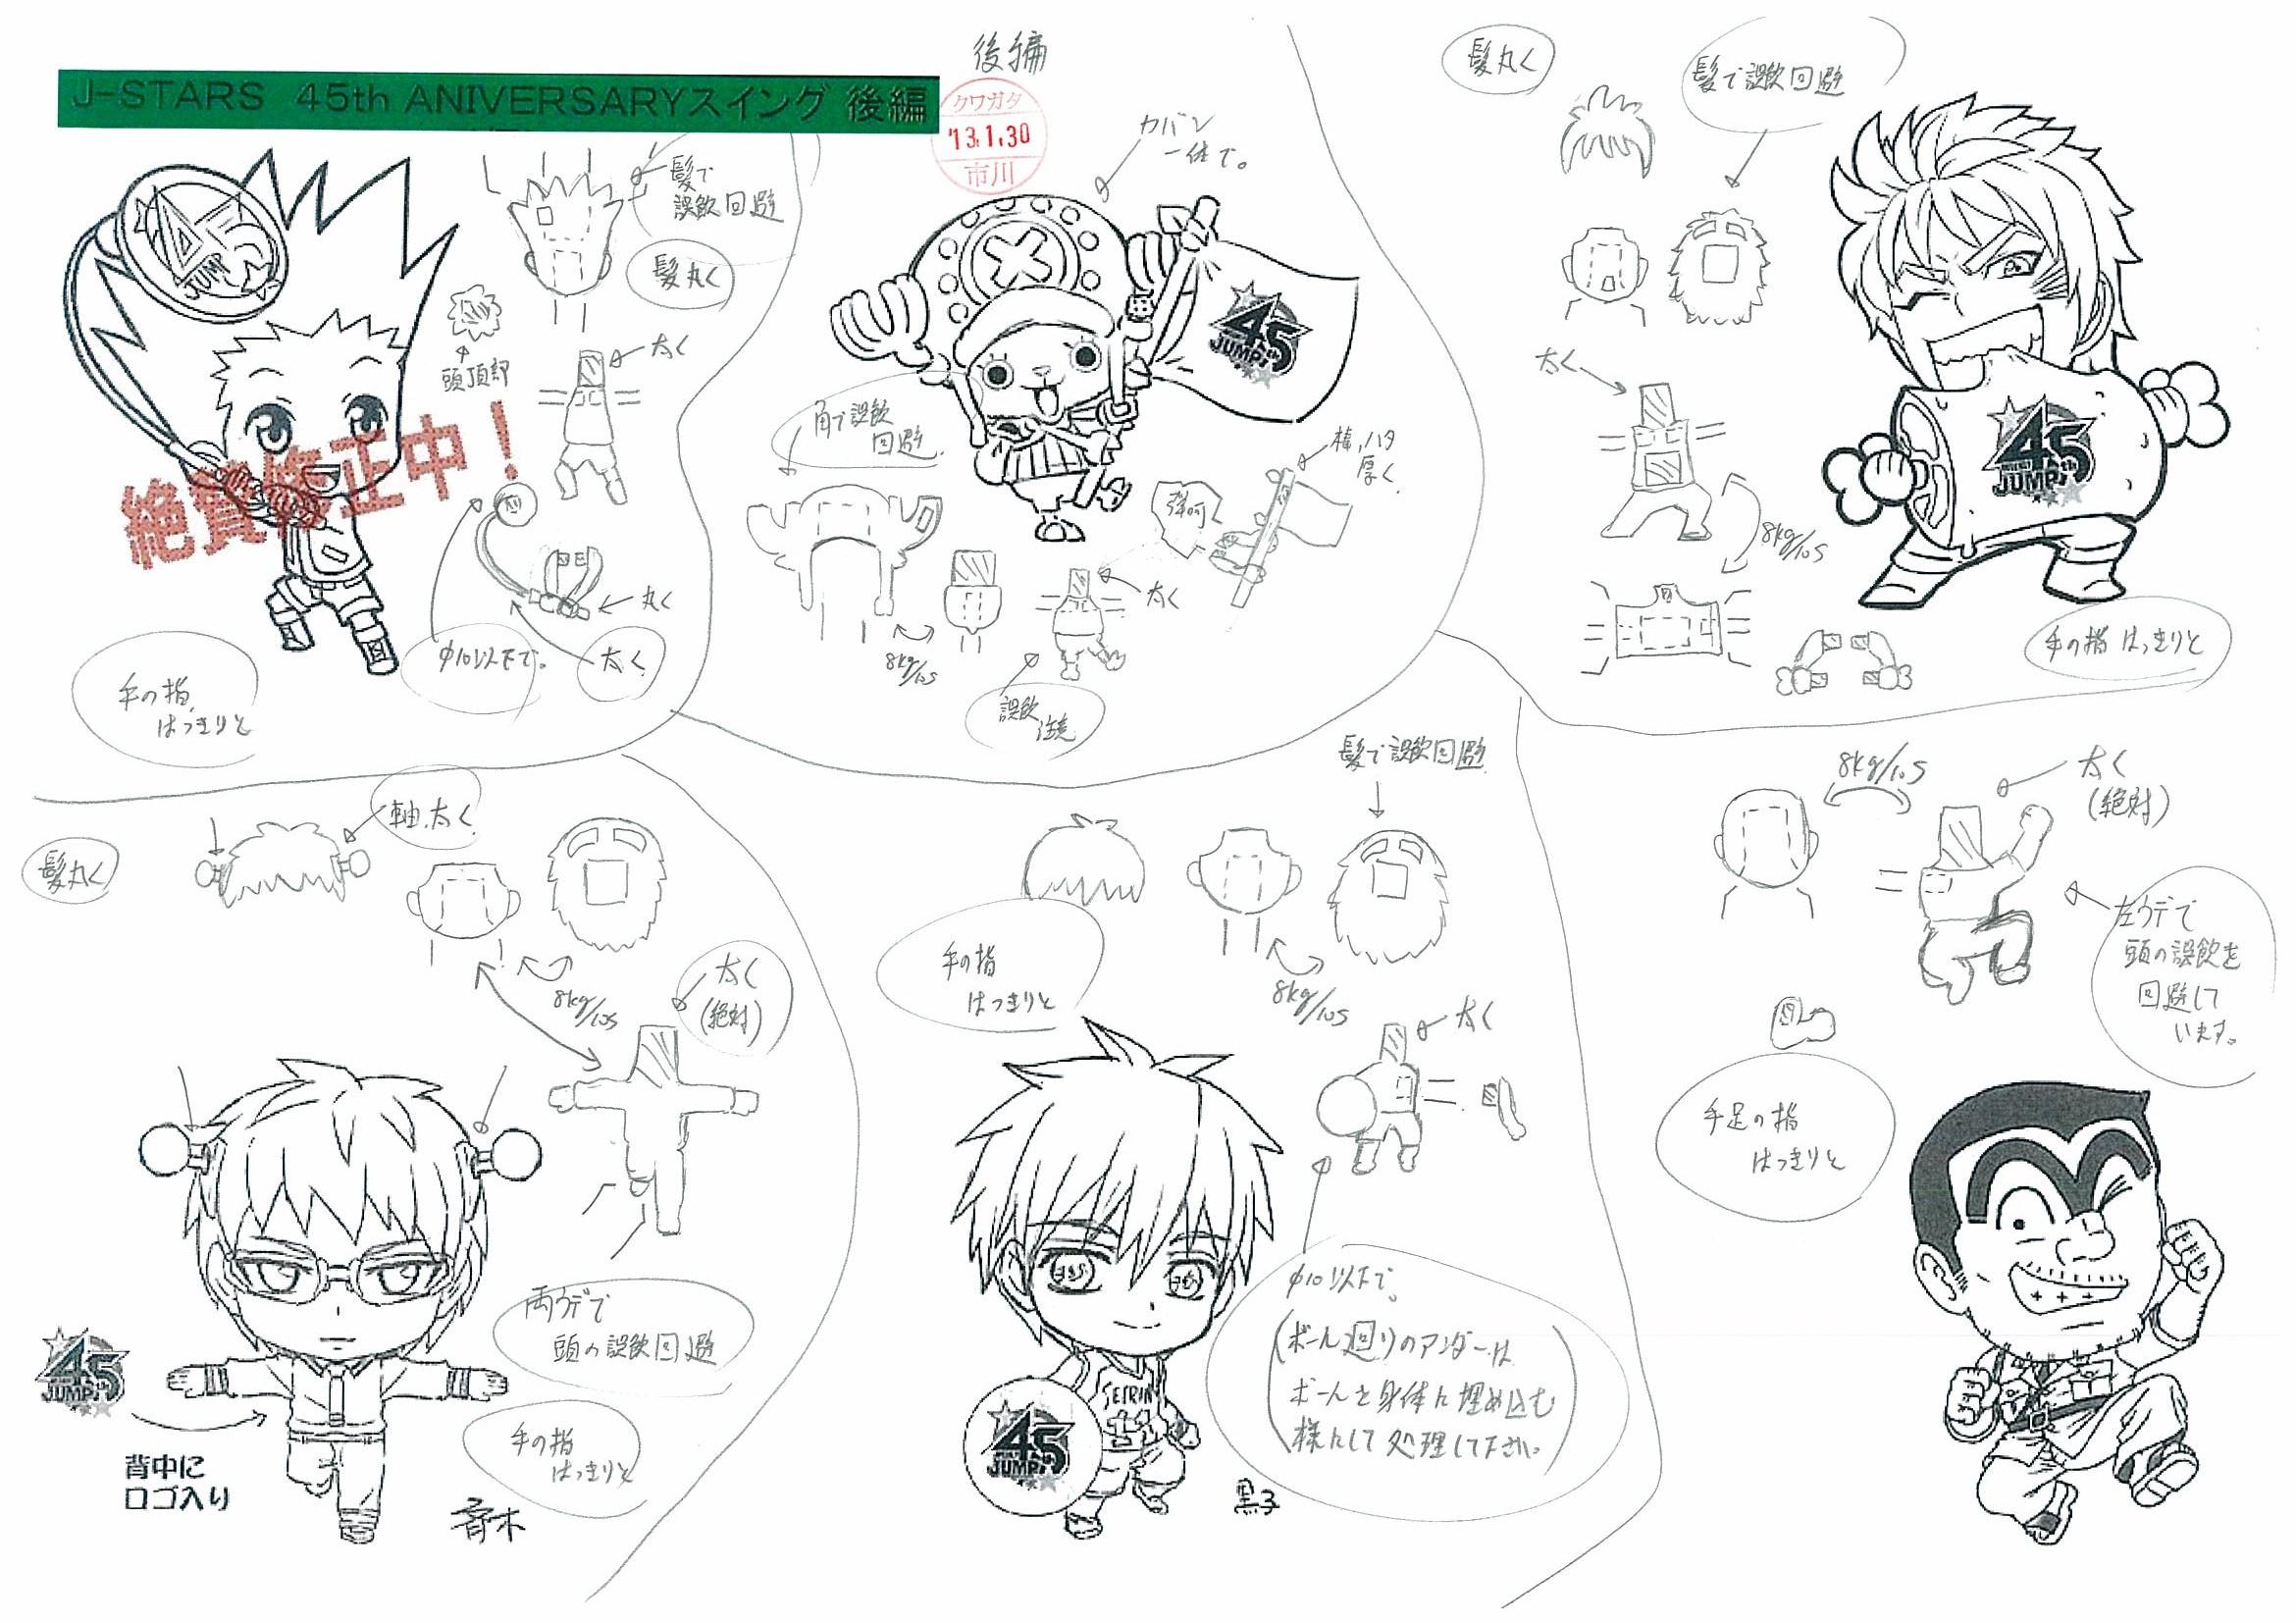 J-STARS 45th ANIVERSARYスイング 後編
後編
クワガタ
'13.1.30
市川
髪で
誤飲回避
髪丸く
頭頂部
太く
絶賛修正中！
丸く
太く
φ10以下で。
手の指
はっきりと
カバン
一体で。
45
JUMP
角で誤飲
回避
棒、ハタ
厚く
太く
8kg/10S
誤飲
注意
髪丸く
髪で誤飲回避
太く
8kg/10S
45th
JUMP
手の指 はっきりと
髪丸く
軸、太く
8kg/10S
太く
(絶対)
両ウデで
頭の誤飲回避
手の指
はっきりと
45
JUMP
背中に
ロゴ入り
髪で誤飲回避
手の指
はっきりと
8kg/10S
太く
φ10以下で。
(ボール廻りのアンダーは
ボールを身体に埋め込む
様にして処理して下さい。)
SEIRIN
11
45
JUMP
黒子
8kg/10S
太く
(絶対)
左ウデで
頭の誤飲を
回避して
います。
手足の指
はっきりと